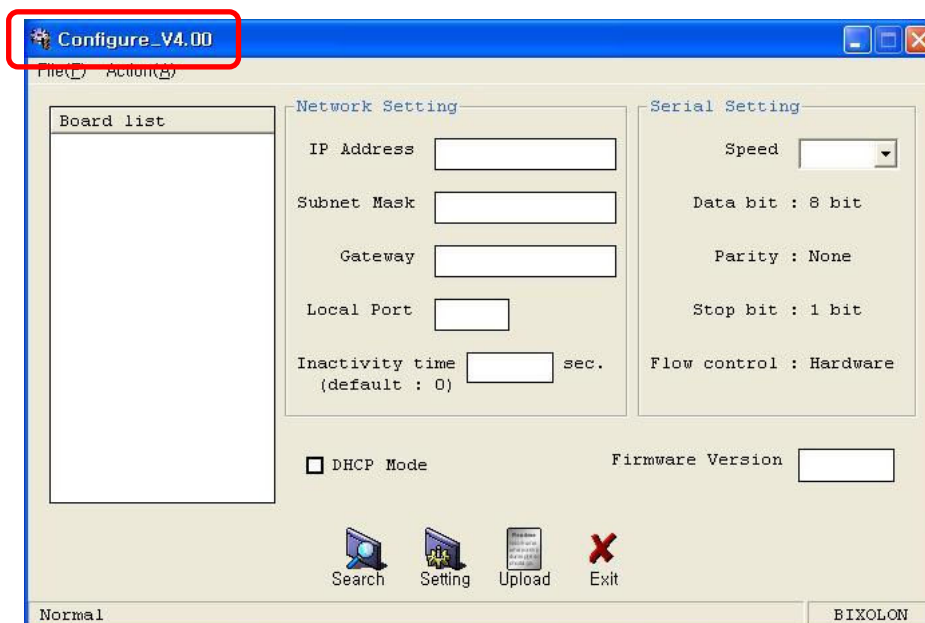 Configure_V4.00
File(F) Action(A)
Board list
Network Setting
IP Address
Subnet Mask
Gateway
Local Port
Inactivity time sec.
(default : 0)
Serial Setting
Speed
Data bit : 8 bit
Parity : None
Stop bit : 1 bit
Flow control : Hardware
DHCP Mode
Firmware Version
Search Setting Upload Exit
Normal BIXOLON